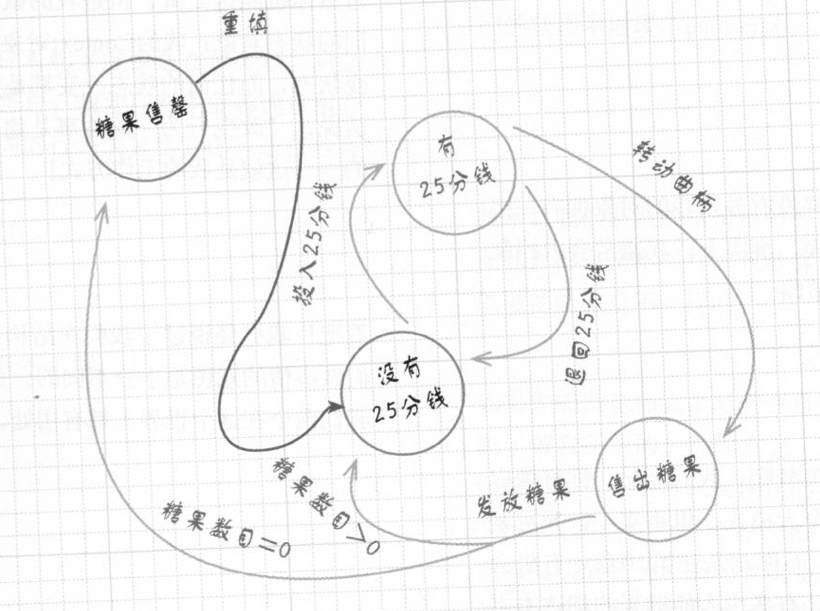 重填
糖果售罄
有
25分钱
转动曲柄
投入25分钱
退回25分钱
没有
25分钱
糖果数目>0
发放糖果
售出糖果
糖果数目=0